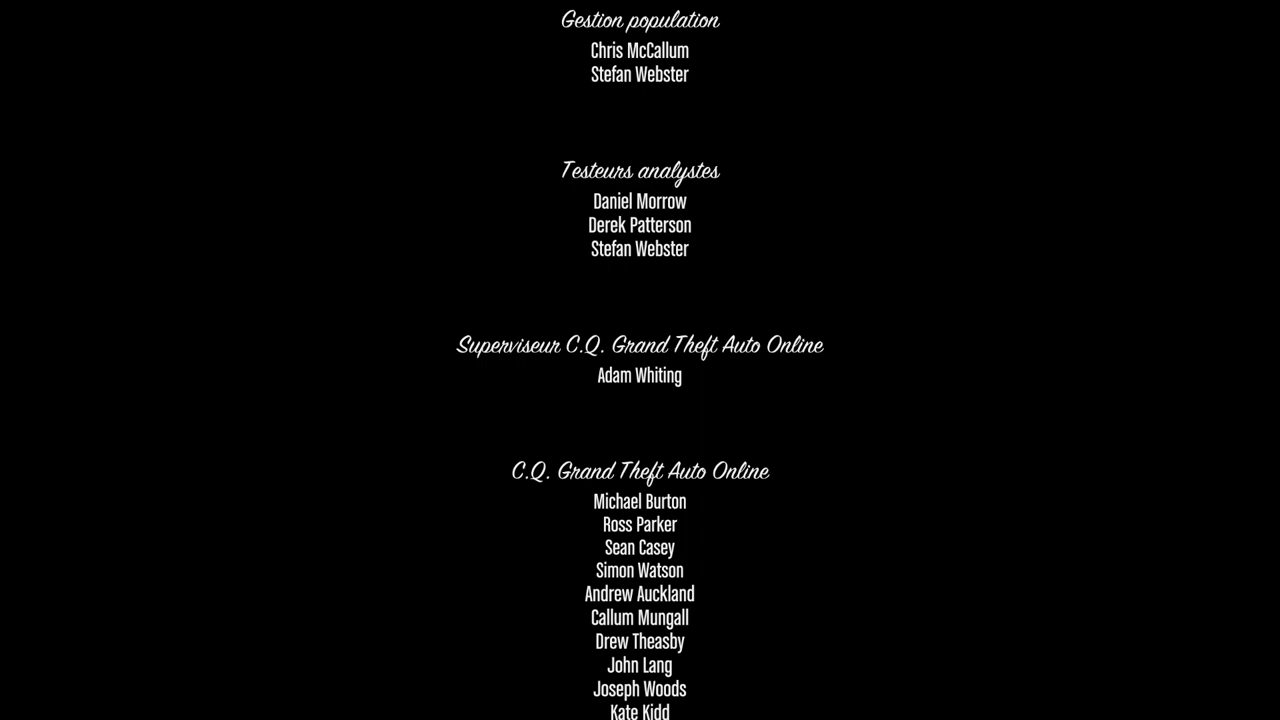 Gestion population
Chris McCallum
Stefan Webster
Testeurs analystes
Daniel Morrow
Derek Patterson
Stefan Webster
Superviseur C.Q. Grand Theft Auto Online
Adam Whiting
C.Q. Grand Theft Auto Online
Michael Burton
Ross Parker
Sean Casey
Simon Watson
Andrew Auckland
Callum Mungall
Drew Theasby
John Lang
Joseph Woods
Kate Kidd